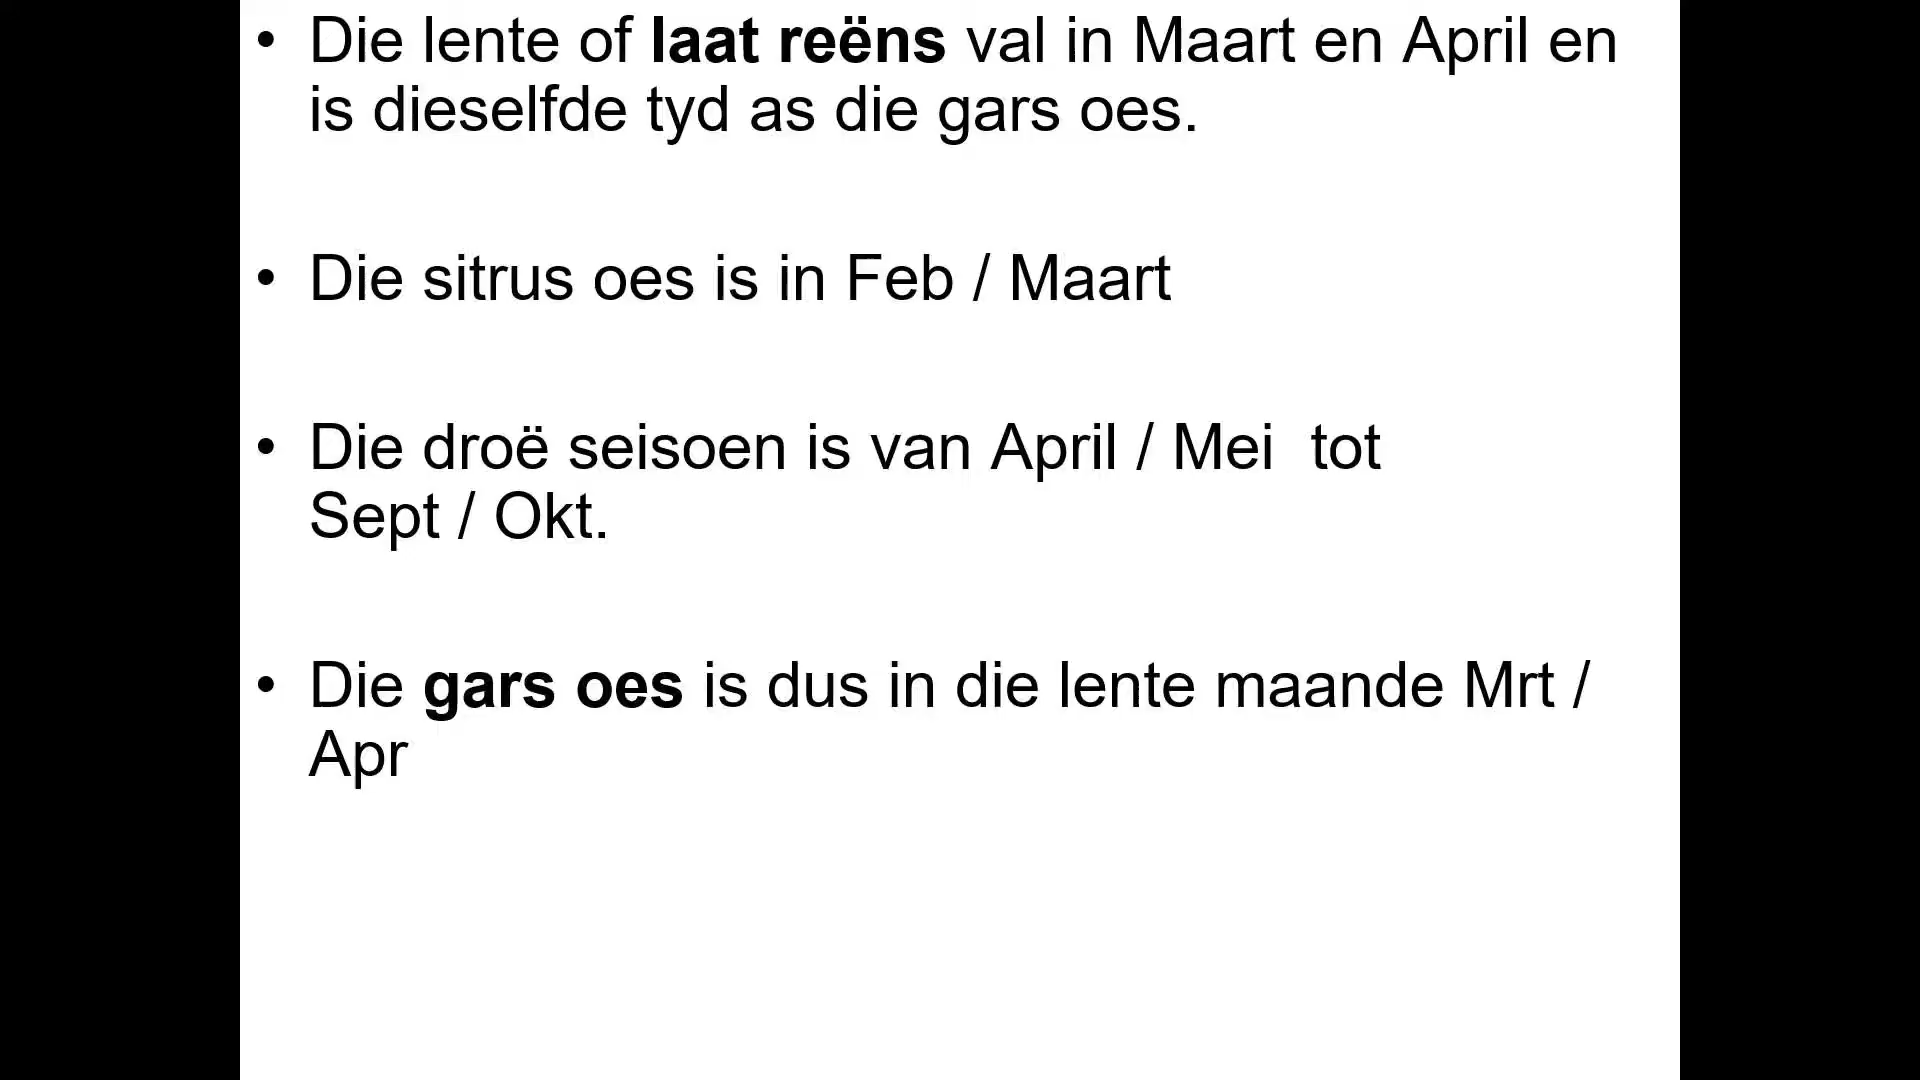 • Die lente of laat reëns val in Maart en April en
is dieselfde tyd as die gars oes.
• Die sitrus oes is in Feb / Maart
• Die droë seisoen is van April / Mei  tot
Sept / Okt.
• Die gars oes is dus in die lente maande Mrt /
Apr